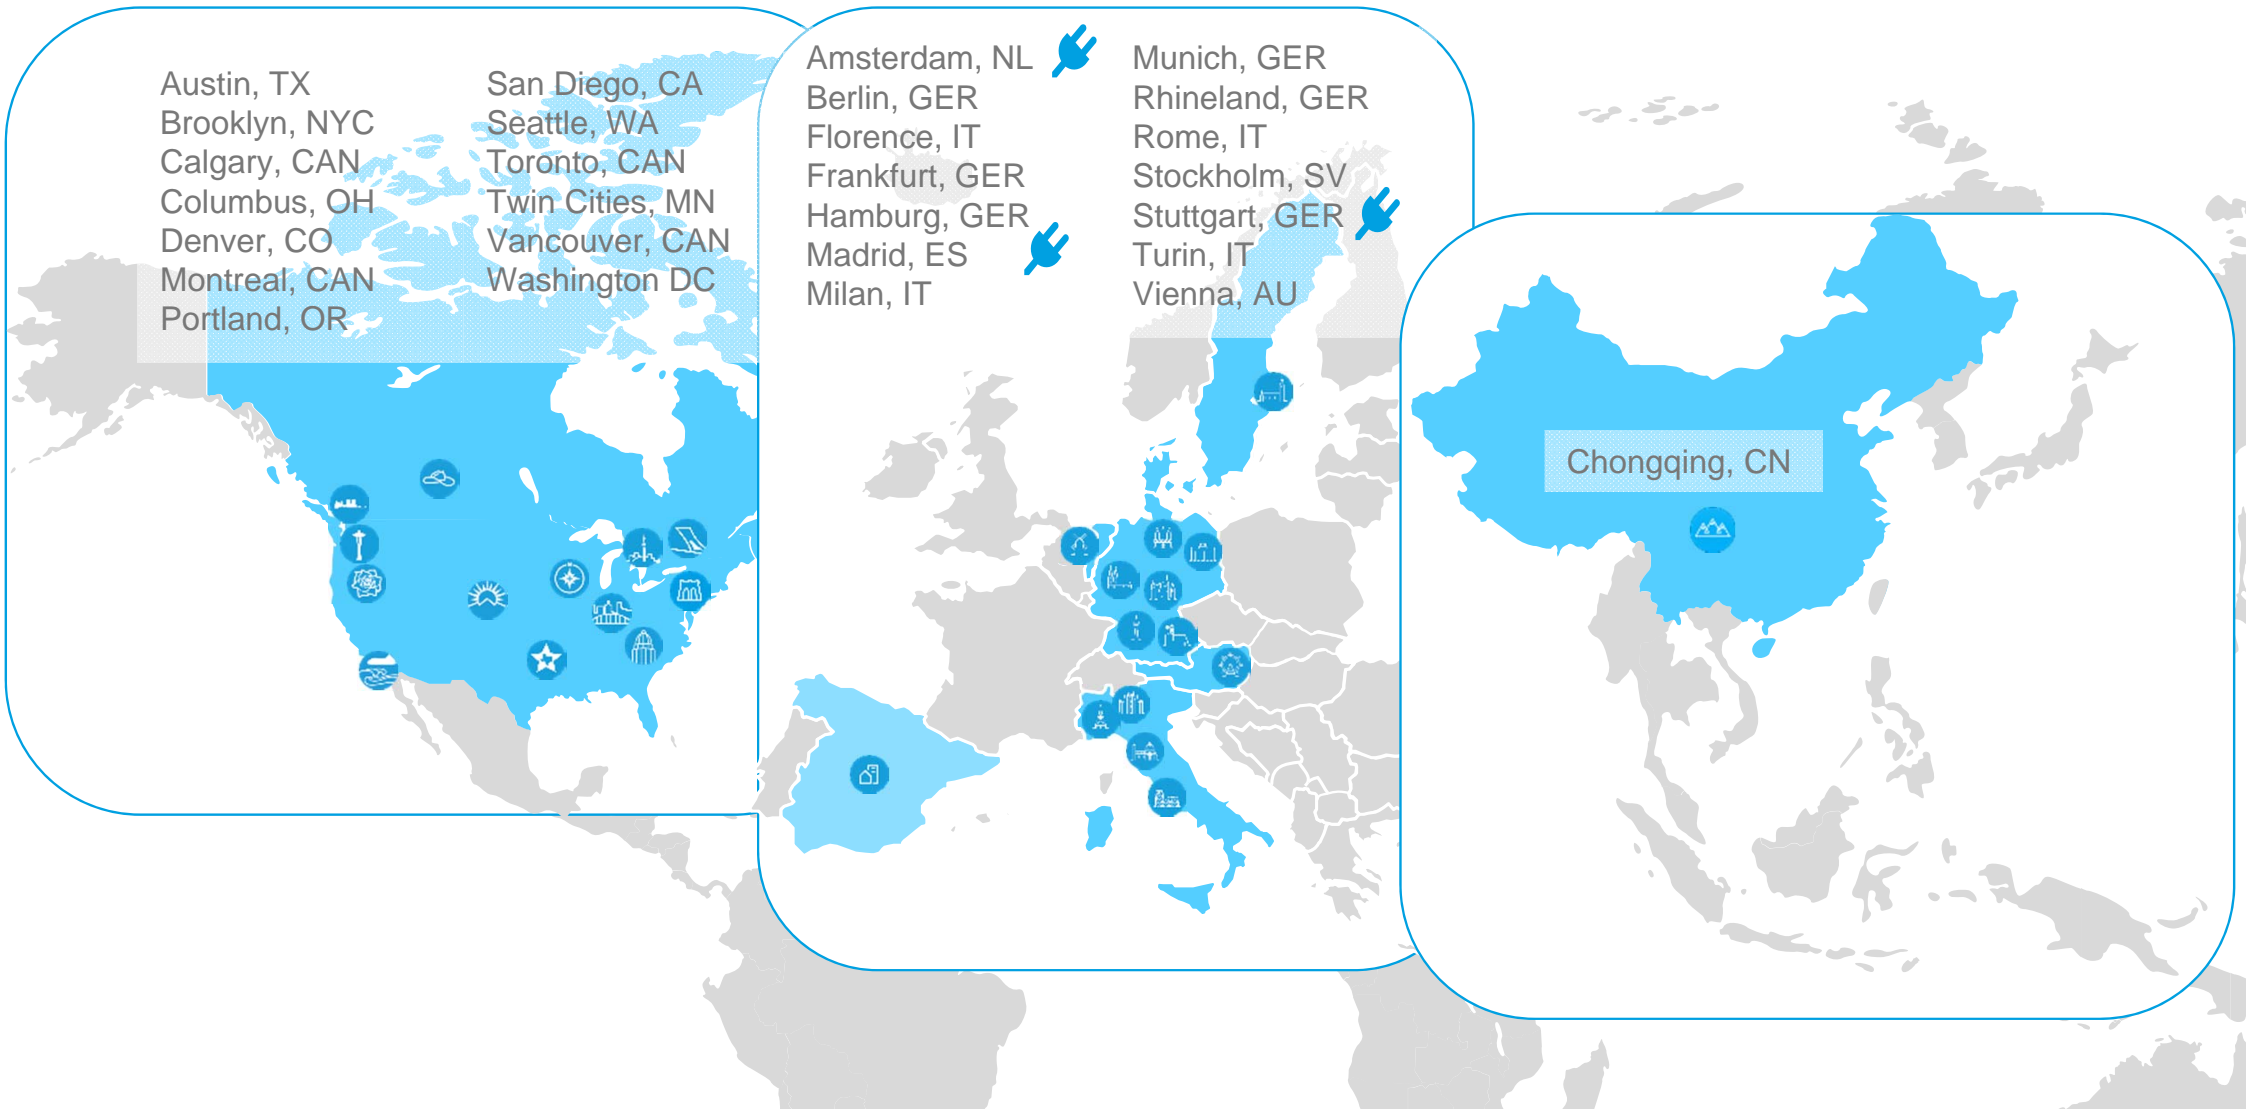 Austin, TX
Brooklyn, NYC
Calgary, CAN
Columbus, OH
Denver, CO
Montreal, CAN
Portland, OR
San Diego, CA
Seattle, WA
Toronto, CAN
Twin Cities, MN
Vancouver, CAN
Washington DC
Amsterdam, NL
Berlin, GER
Florence, IT
Frankfurt, GER
Hamburg, GER
Madrid, ES
Milan, IT
Munich, GER
Rhineland, GER
Rome, IT
Stockholm, SV
Stuttgart, GER
Turin, IT
Vienna, AU
Chongqing, CN